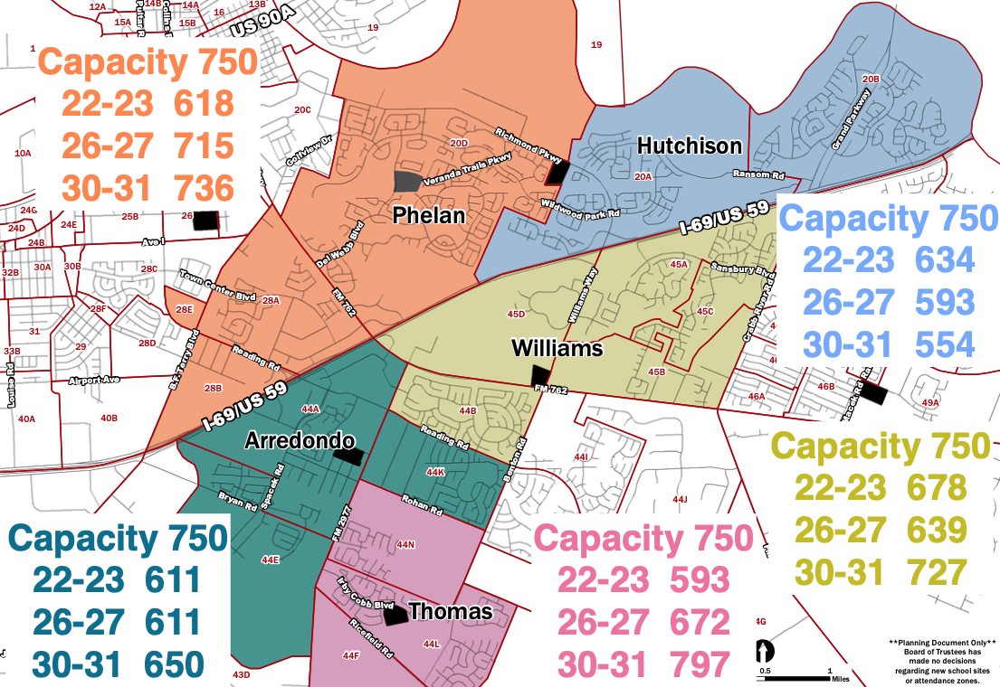 12A
14B
14A
13B
15A
15B
16
US 90A
19
19
Capacity 750
22-23 618
26-27 715
30-31 736
10A
20C
Golfview Dr
20D
Richmond Pkwy
Veranda Trails Pkwy
Phelan
Del Webb Blvd
FM 762
Hutchison
20A
20B
Grand Parkway
Ransom Rd
Wildwood Park Rd
I-69/US 59
Capacity 750
22-23 634
26-27 593
30-31 554
24D
24E
25B
26
24B
Ave I
32B
30A
30B
28C
Town Center Blvd
28A
28E
28F
31
29
28D
33B
B.F. Terry Blvd
Reading Rd
28B
Airport Ave
40A
40B
I-69/US 59
45A
Sansbury Blvd
Williams Way
45D
45C
Crabb River Rd
Williams
45B
FM 762
46A
46B
49A
44A
Arredondo
44B
Reading Rd
44K
Benton Rd
44I
44J
Spacek Rd
Bryan Rd
Rohan Rd
FM 2977
Capacity 750
22-23 678
26-27 639
30-31 727
Capacity 750
22-23 611
26-27 611
30-31 650
44E
44N
Irby Cobb Blvd
Thomas
Ricefield Rd
44F
44L
43D
Capacity 750
22-23 593
26-27 672
30-31 797
4G
0.5 1
Miles
**Planning Document Only**
Board of Trustees has
made no decisions
regarding new school sites
or attendance zones.